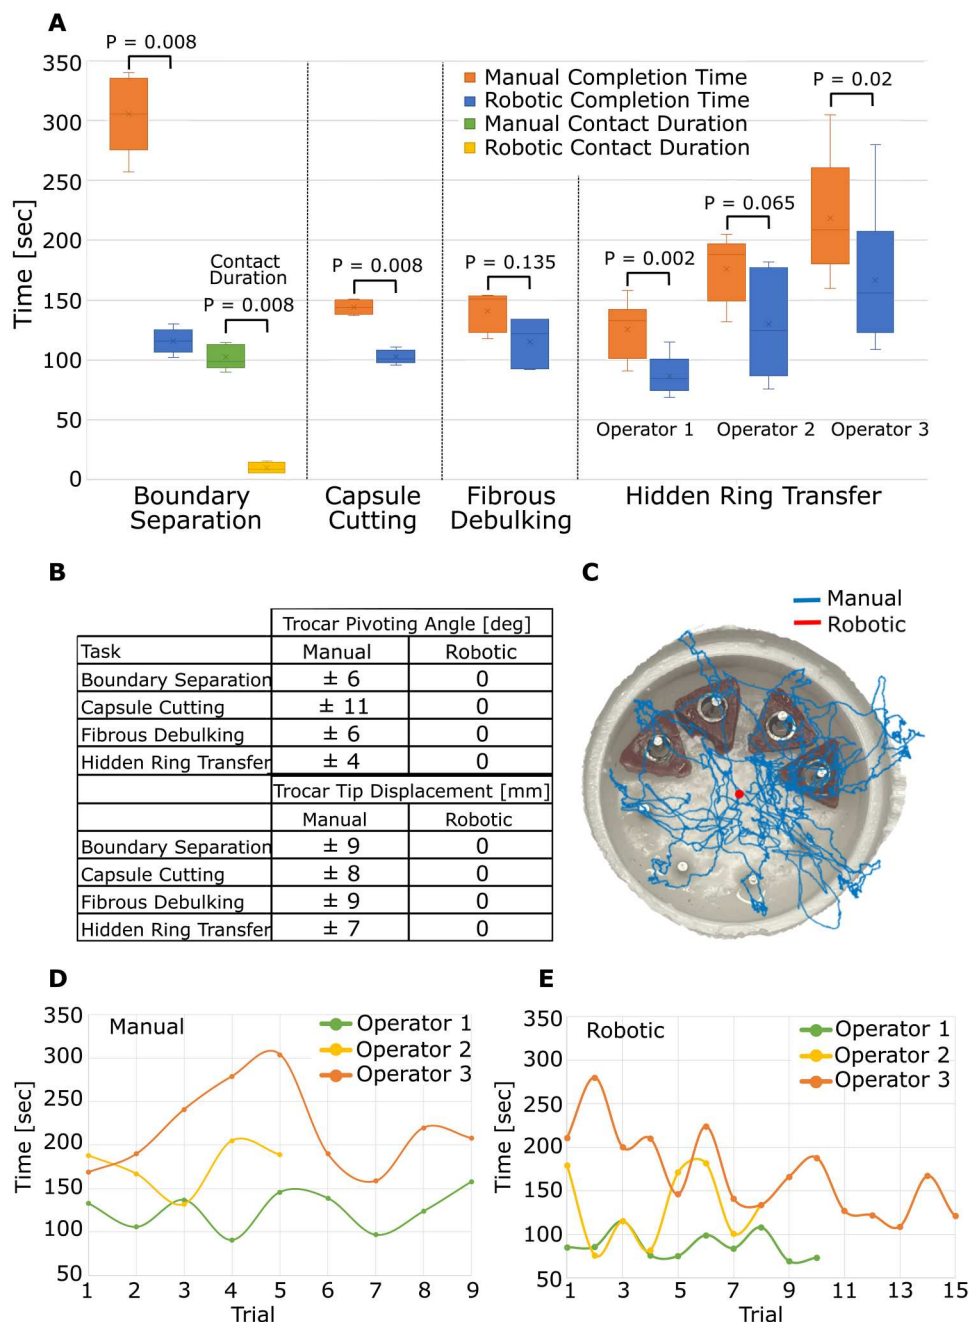 A
P = 0.008
350
300
250
200
150
100
50
0
Time [sec]
Manual Completion Time
Robotic Completion Time
Manual Contact Duration
Robotic Contact Duration
P = 0.02
P = 0.065
P = 0.002
P = 0.135
P = 0.008
Contact
Duration
P = 0.008
Operator 1
Operator 2
Operator 3
Boundary
Separation
Capsule
Cutting
Fibrous
Debulking
Hidden Ring Transfer
B
Trocar Pivoting Angle [deg]
Task Manual Robotic
Boundary Separation ± 6 0
Capsule Cutting ± 11 0
Fibrous Debulking ± 6 0
Hidden Ring Transfer ± 4 0
Trocar Tip Displacement [mm]
Manual Robotic
Boundary Separation ± 9 0
Capsule Cutting ± 8 0
Fibrous Debulking ± 9 0
Hidden Ring Transfer ± 7 0
C
Manual
Robotic
D
350
300
250
200
150
100
50
Time [sec]
Manual
Operator 1
Operator 2
Operator 3
1 2 3 4 5 6 7 8 9
Trial
E
350
300
250
200
150
100
50
Time [sec]
Robotic
Operator 1
Operator 2
Operator 3
1 3 5 7 9 11 13 15
Trial